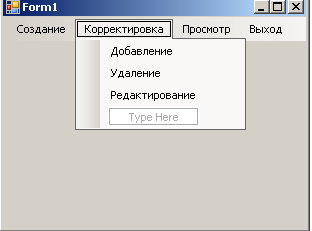 Form1
Создание Корректировка Просмотр Выход
Добавление
Удаление
Редактирование
Type Here